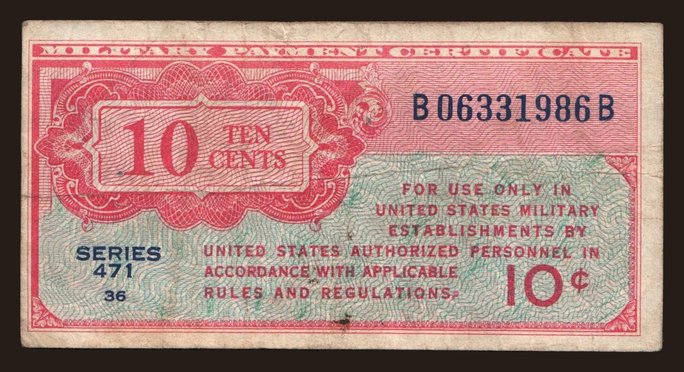 MILITARY PAYMENT CERTIFICATE
10 TEN CENTS
B06331986B
FOR USE ONLY IN
UNITED STATES MILITARY
ESTABLISHMENTS BY
UNITED STATES AUTHORIZED PERSONNEL IN
ACCORDANCE WITH APPLICABLE
RULES AND REGULATIONS.
SERIES
471
36
10¢